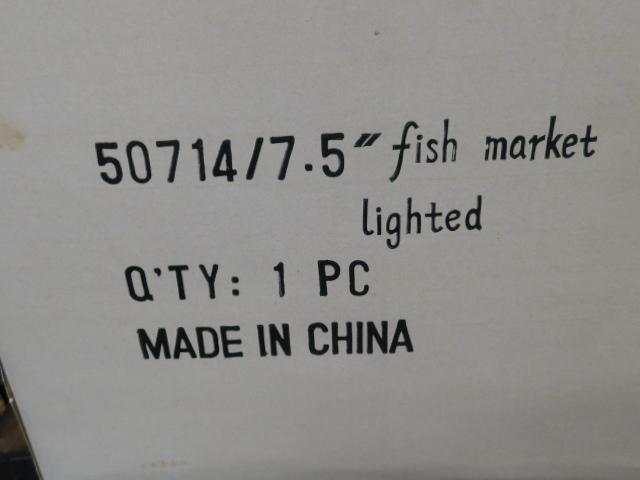 50714/7.5" fish market
lighted
Q'TY: 1 PC
MADE IN CHINA